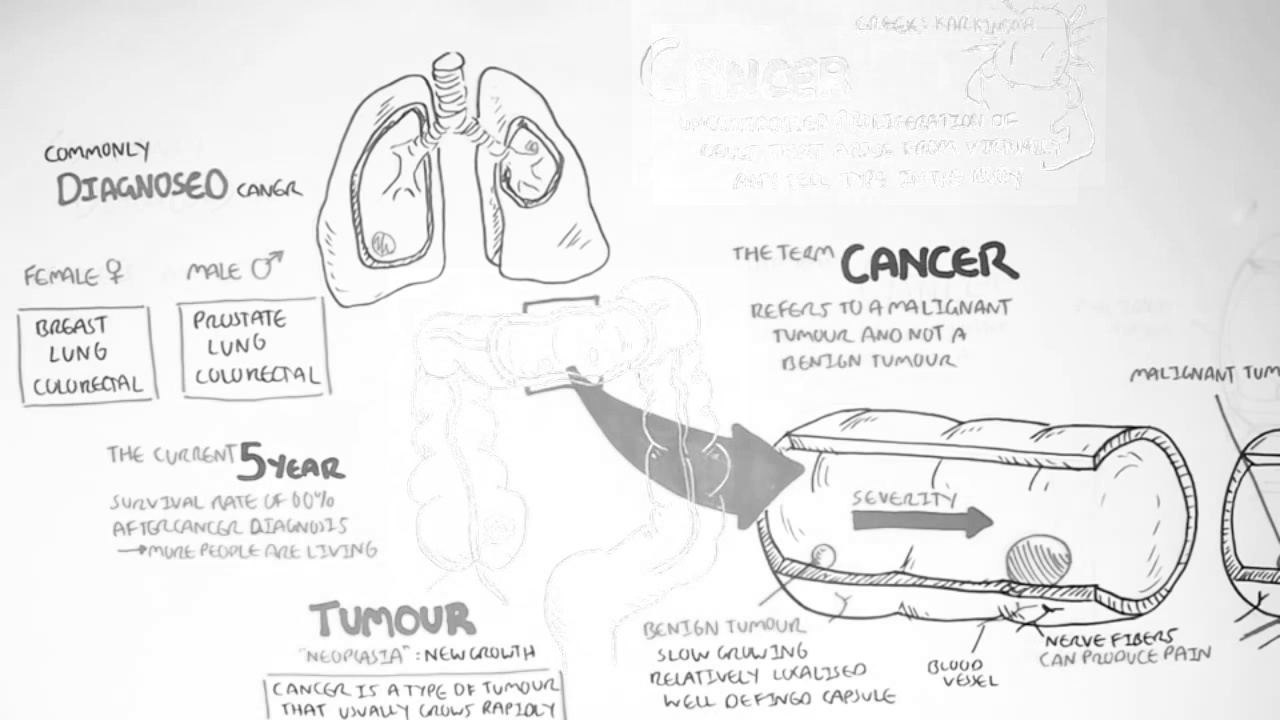 GREEK: KARKINOS
CANCER
UNCONTROLLED PROLIFERATION OF
CELLS THAT ARISE FROM VIRTUALLY
ANY CELL TYPE IN THE BODY
COMMONLY
DIAGNOSED CANER
FEMALE ♀
MALE ♂
BREAST
LUNG
COLORECTAL
PROSTATE
LUNG
COLORECTAL
THE TERM CANCER
REFERS TO A MALIGNANT
TUMOUR AND NOT A
BENIGN TUMOUR
MALIGNANT TUM
THE CURRENT 5 YEAR
SURVIVAL RATE OF 60%
AFTER CANCER DIAGNOSIS
→ MORE PEOPLE ARE LIVING
SEVERITY
TUMOUR
"NEOPLASIA" : NEW GROWTH
CANCER IS A TYPE OF TUMOUR
THAT USUALLY GROWS RAPIDLY
BENIGN TUMOUR
SLOW GROWING
RELATIVELY LOCALISED
WELL DEFINED CAPSULE
BLOOD
VESSEL
NERVE FIBERS
CAN PRODUCE PAIN